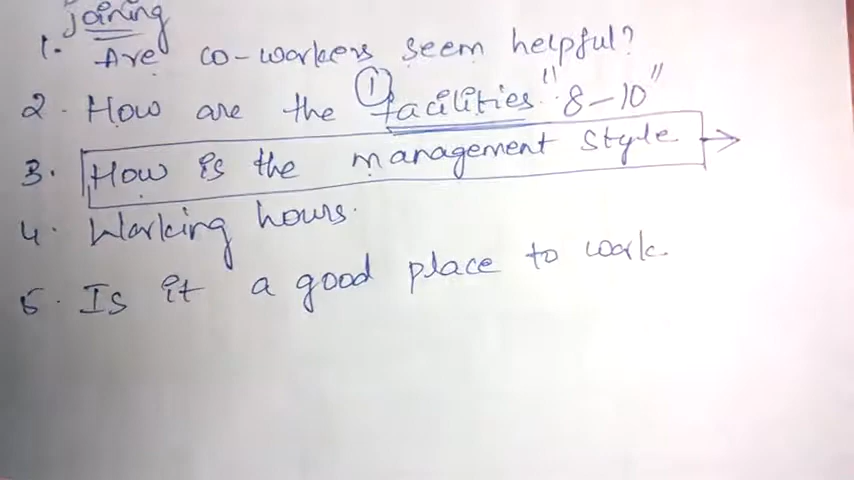 joining
1. Are co-workers seem helpful?
2. How are the ① facilities "8-10"
3. How is the management style →
4. Working hours.
5. Is it a good place to work.